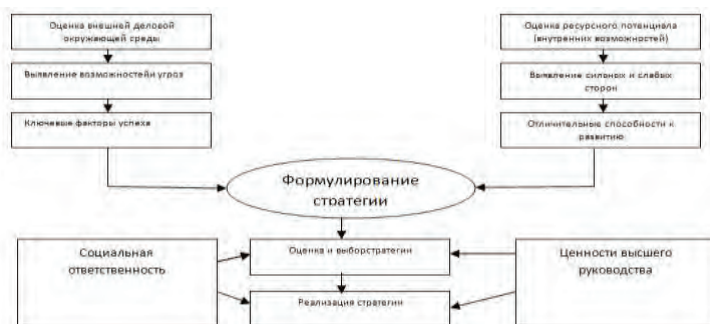 Оценка внешней деловой
окружающей среды
Выявление возможностейи угроз
Ключевые факторы успеха
Оценка ресурсного потенциала
(внутренних возможностей)
Выявление сильных и слабых
сторон
Отличительные способности к
развитию
Формулирование
стратегии
Социальная
ответственность
Оценка и выборстратегии
Реализация стратегии
Ценности высшего
руководства